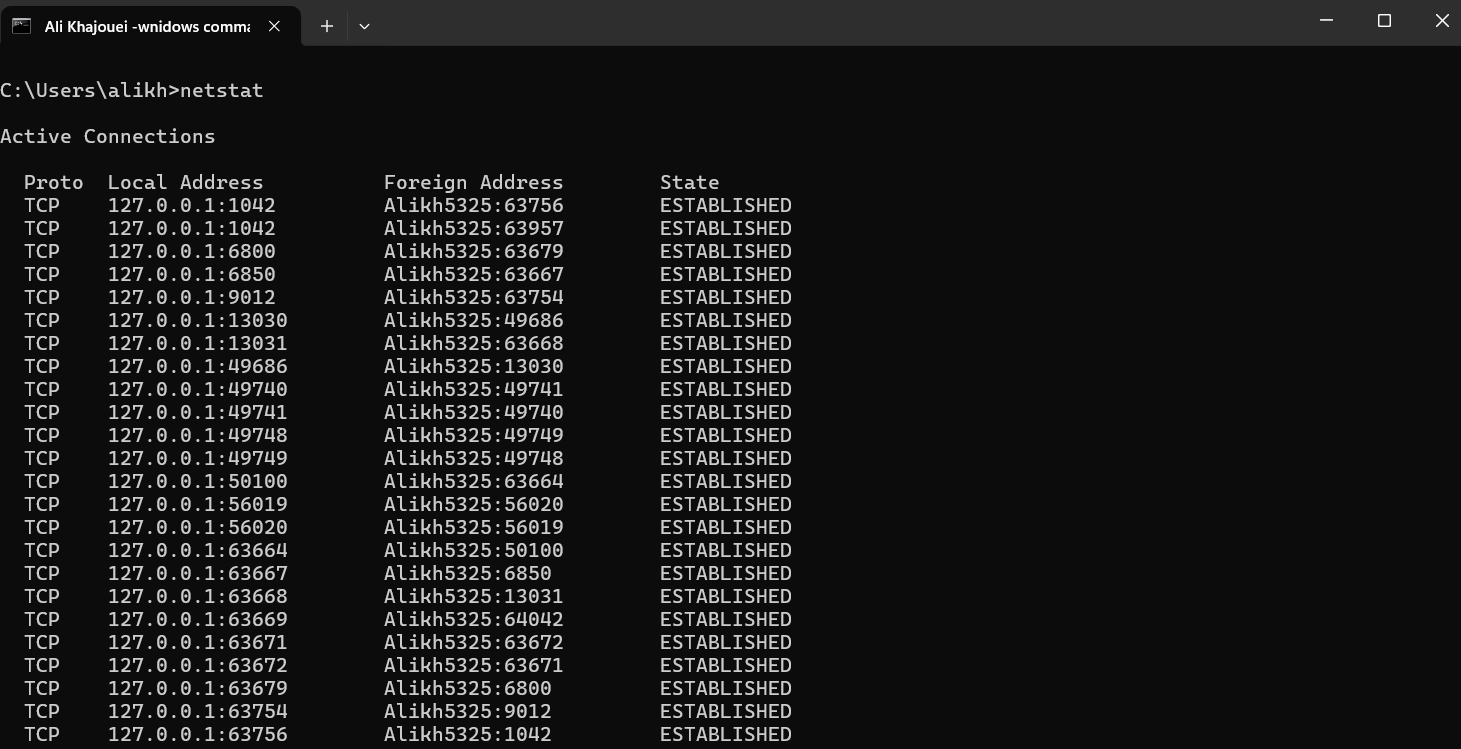 Ali Khajouei -wnidows comma
C:\Users\alikh>netstat
Active Connections
Proto  Local Address          Foreign Address        State
TCP    127.0.0.1:1042         Alikh5325:63756        ESTABLISHED
TCP    127.0.0.1:1042         Alikh5325:63957        ESTABLISHED
TCP    127.0.0.1:6800         Alikh5325:63679        ESTABLISHED
TCP    127.0.0.1:6850         Alikh5325:63667        ESTABLISHED
TCP    127.0.0.1:9012         Alikh5325:63754        ESTABLISHED
TCP    127.0.0.1:13030        Alikh5325:49686        ESTABLISHED
TCP    127.0.0.1:13031        Alikh5325:63668        ESTABLISHED
TCP    127.0.0.1:49686        Alikh5325:13030        ESTABLISHED
TCP    127.0.0.1:49740        Alikh5325:49741        ESTABLISHED
TCP    127.0.0.1:49741        Alikh5325:49740        ESTABLISHED
TCP    127.0.0.1:49748        Alikh5325:49749        ESTABLISHED
TCP    127.0.0.1:49749        Alikh5325:49748        ESTABLISHED
TCP    127.0.0.1:50100        Alikh5325:63664        ESTABLISHED
TCP    127.0.0.1:56019        Alikh5325:56020        ESTABLISHED
TCP    127.0.0.1:56020        Alikh5325:56019        ESTABLISHED
TCP    127.0.0.1:63664        Alikh5325:50100        ESTABLISHED
TCP    127.0.0.1:63667        Alikh5325:6850         ESTABLISHED
TCP    127.0.0.1:63668        Alikh5325:13031        ESTABLISHED
TCP    127.0.0.1:63669        Alikh5325:64042        ESTABLISHED
TCP    127.0.0.1:63671        Alikh5325:63672        ESTABLISHED
TCP    127.0.0.1:63672        Alikh5325:63671        ESTABLISHED
TCP    127.0.0.1:63679        Alikh5325:6800         ESTABLISHED
TCP    127.0.0.1:63754        Alikh5325:9012         ESTABLISHED
TCP    127.0.0.1:63756        Alikh5325:1042         ESTABLISHED